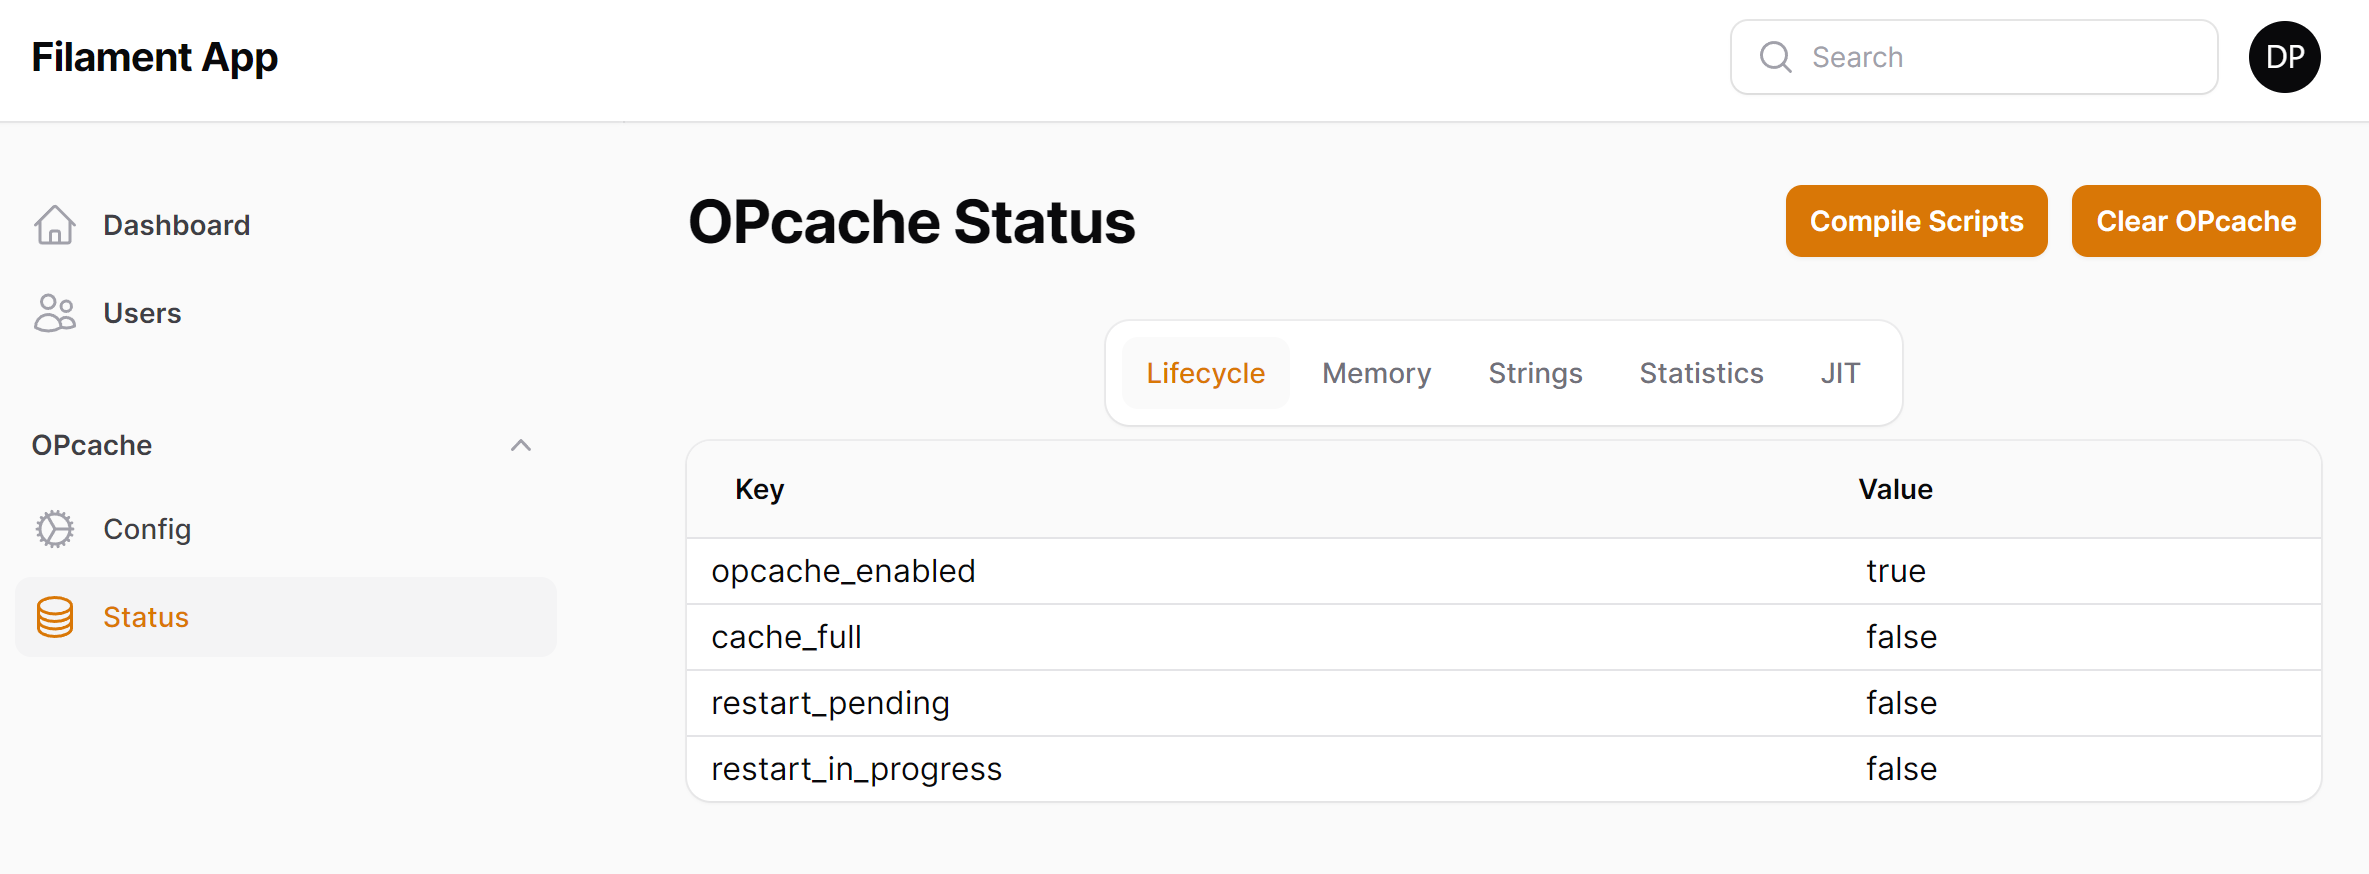 Filament App
Search
DP
Dashboard
Users
OPcache
Config
Status
OPcache Status
Compile Scripts
Clear OPcache
Lifecycle Memory Strings Statistics JIT
Key Value
opcache_enabled true
cache_full false
restart_pending false
restart_in_progress false